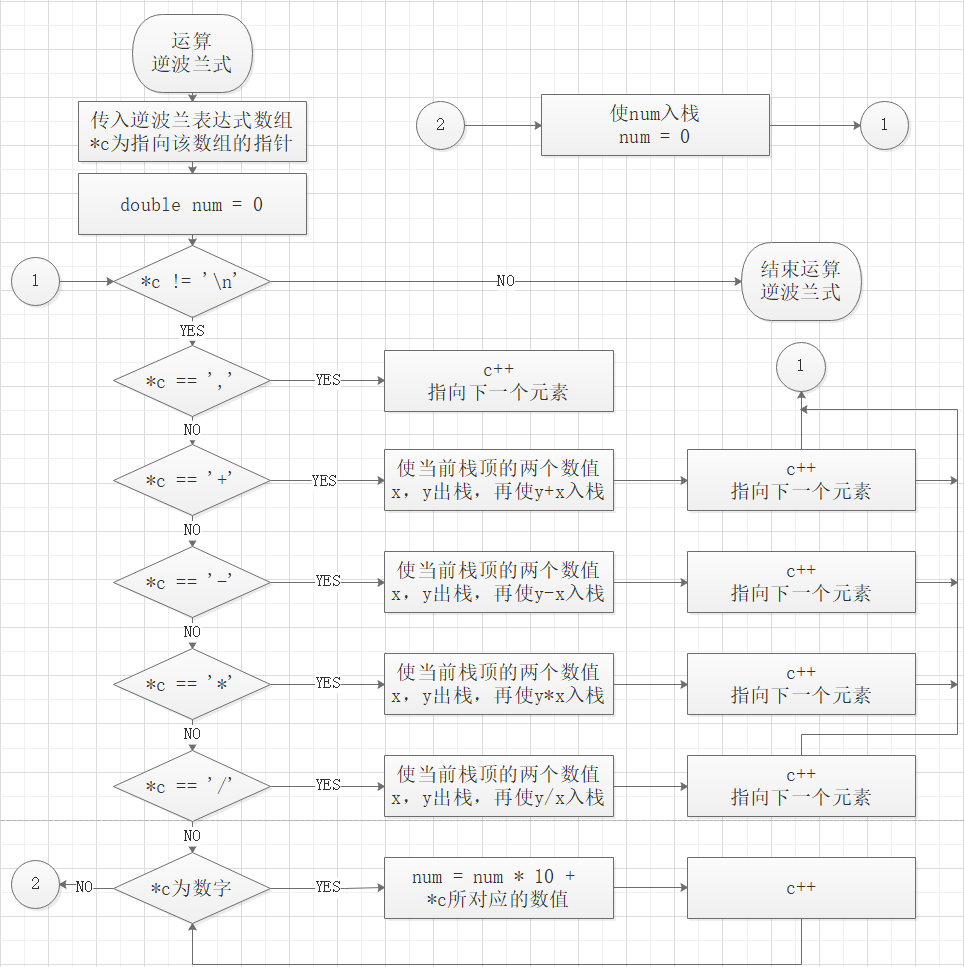 运算
逆波兰式
传入逆波兰表达式数组
*c为指向该数组的指针
2
使num入栈
num = 0
1
double num = 0
1
*c != '\n'
NO
结束运算
逆波兰式
YES
1
*c == ','
YES
c++
指向下一个元素
NO
*c == '+'
YES
使当前栈顶的两个数值
x, y出栈, 再使y+x入栈
c++
指向下一个元素
NO
*c == '-'
YES
使当前栈顶的两个数值
x, y出栈, 再使y-x入栈
c++
指向下一个元素
NO
*c == '*'
YES
使当前栈顶的两个数值
x, y出栈, 再使y*x入栈
c++
指向下一个元素
NO
*c == '/'
YES
使当前栈顶的两个数值
x, y出栈, 再使y/x入栈
c++
指向下一个元素
NO
2
NO
*c为数字
YES
num = num * 10 +
*c所对应的数值
c++